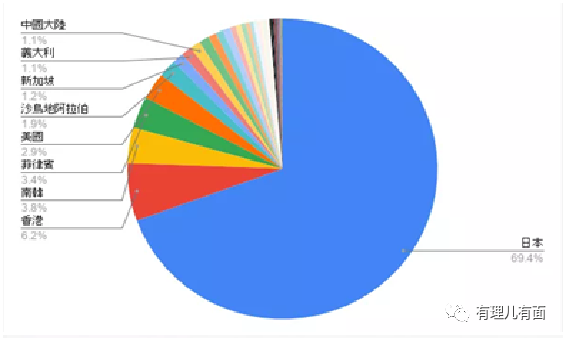 中國大陸
1.1%
義大利
1.1%
新加坡
1.2%
沙烏地阿拉伯
1.9%
美國
2.9%
菲律賓
3.4%
南韓
3.8%
香港
6.2%
日本
69.4%
有理儿有面